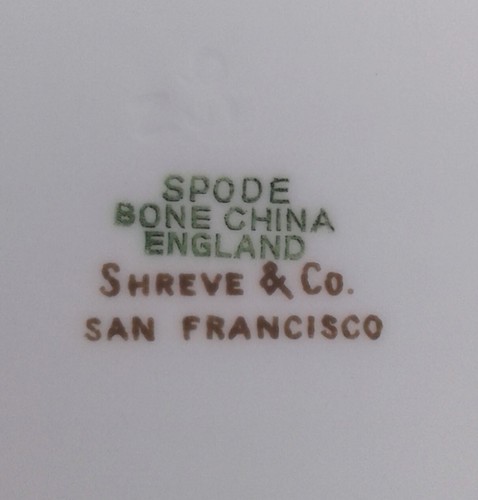 SPODE
BONE CHINA
ENGLAND
SHREVE & CO.
SAN FRANCISCO